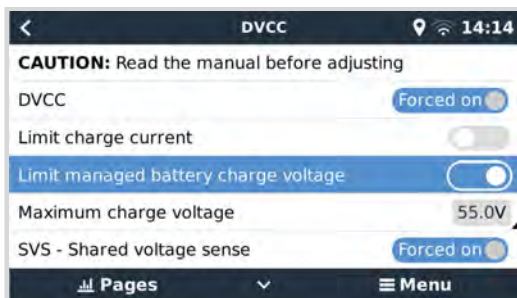 DVCC 14:14
CAUTION: Read the manual before adjusting
DVCC Forced on
Limit charge current
Limit managed battery charge voltage
Maximum charge voltage 55.0V
SVS - Shared voltage sense Forced on
Pages Menu